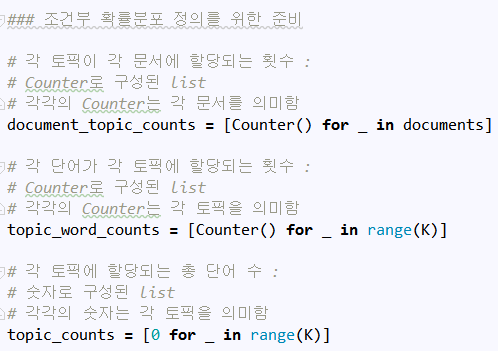 ### 조건부 확률분포 정의를 위한 준비
# 각 토픽이 각 문서에 할당되는 횟수 :
# Counter로 구성된 list
# 각각의 Counter는 각 문서를 의미함
document_topic_counts = [Counter() for _ in documents]
# 각 단어가 각 토픽에 할당되는 횟수 :
# Counter로 구성된 list
# 각각의 Counter는 각 토픽을 의미함
topic_word_counts = [Counter() for _ in range(K)]
# 각 토픽에 할당되는 총 단어 수 :
# 숫자로 구성된 list
# 각각의 숫자는 각 토픽을 의미함
topic_counts = [0 for _ in range(K)]